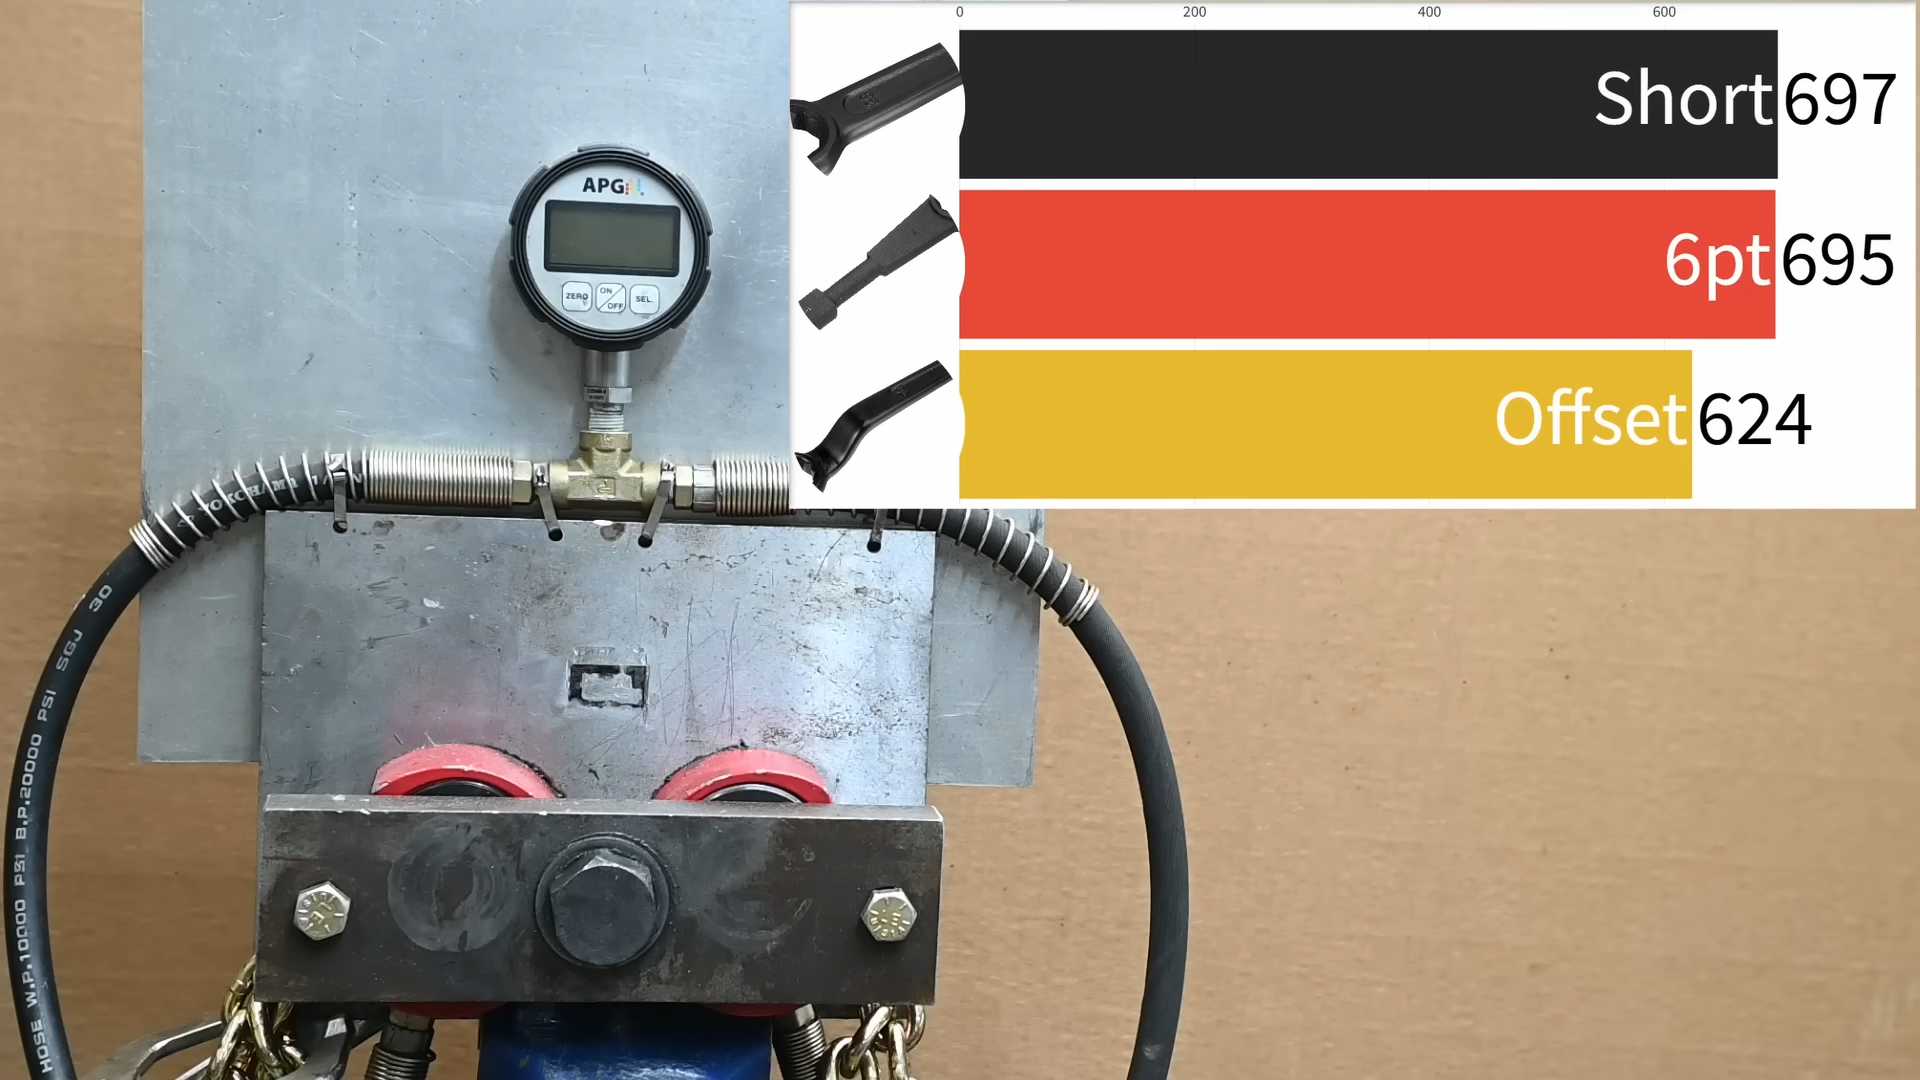 0 200 400 600
Short 697
6pt 695
Offset 624
APG
ZERO
ON
OFF
SEL.
HOSE W.P.10000 PSI B.P.20000 PSI SGJ 30